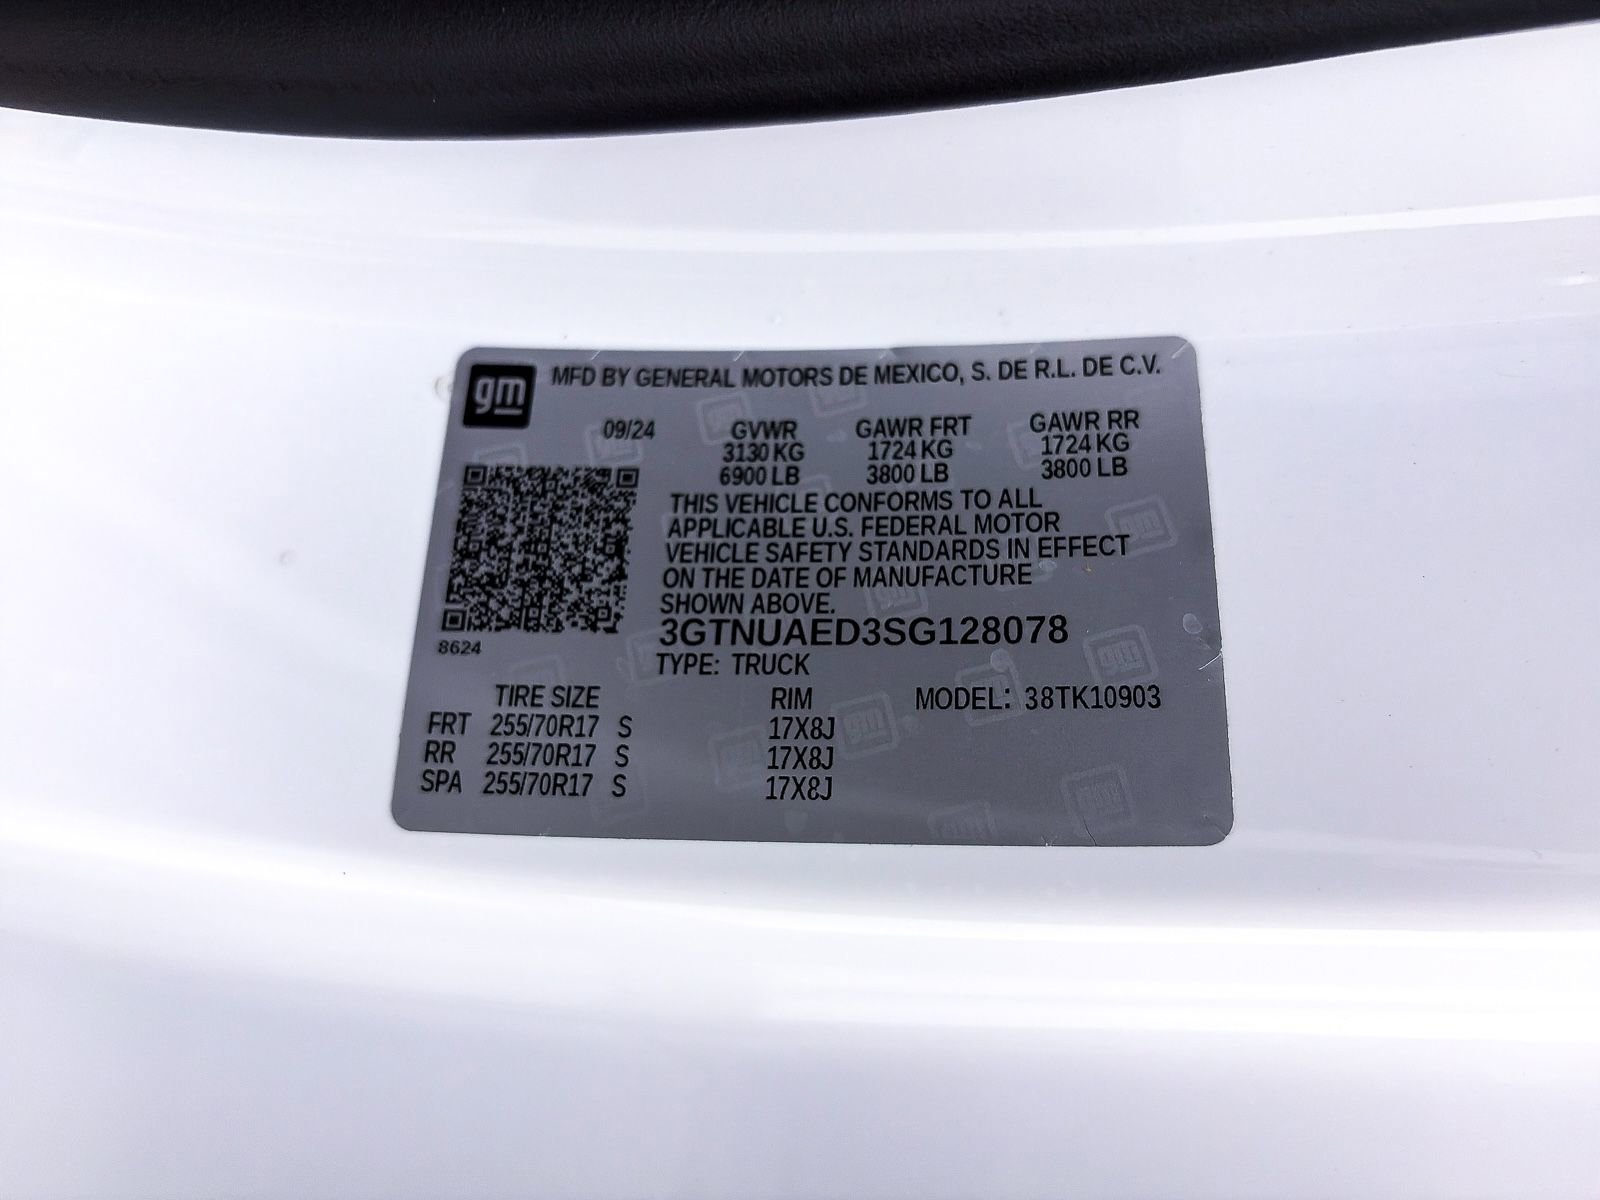 gm MFD BY GENERAL MOTORS DE MEXICO, S. DE R.L. DE C.V.
09/24 GVWR GAWR FRT GAWR RR
3130 KG 1724 KG 1724 KG
6900 LB 3800 LB 3800 LB
THIS VEHICLE CONFORMS TO ALL
APPLICABLE U.S. FEDERAL MOTOR
VEHICLE SAFETY STANDARDS IN EFFECT
ON THE DATE OF MANUFACTURE
SHOWN ABOVE.
3GTNUAED3SG128078
8624
TYPE: TRUCK
TIRE SIZE RIM MODEL: 38TK10903
FRT 255/70R17 S 17X8J
RR 255/70R17 S 17X8J
SPA 255/70R17 S 17X8J